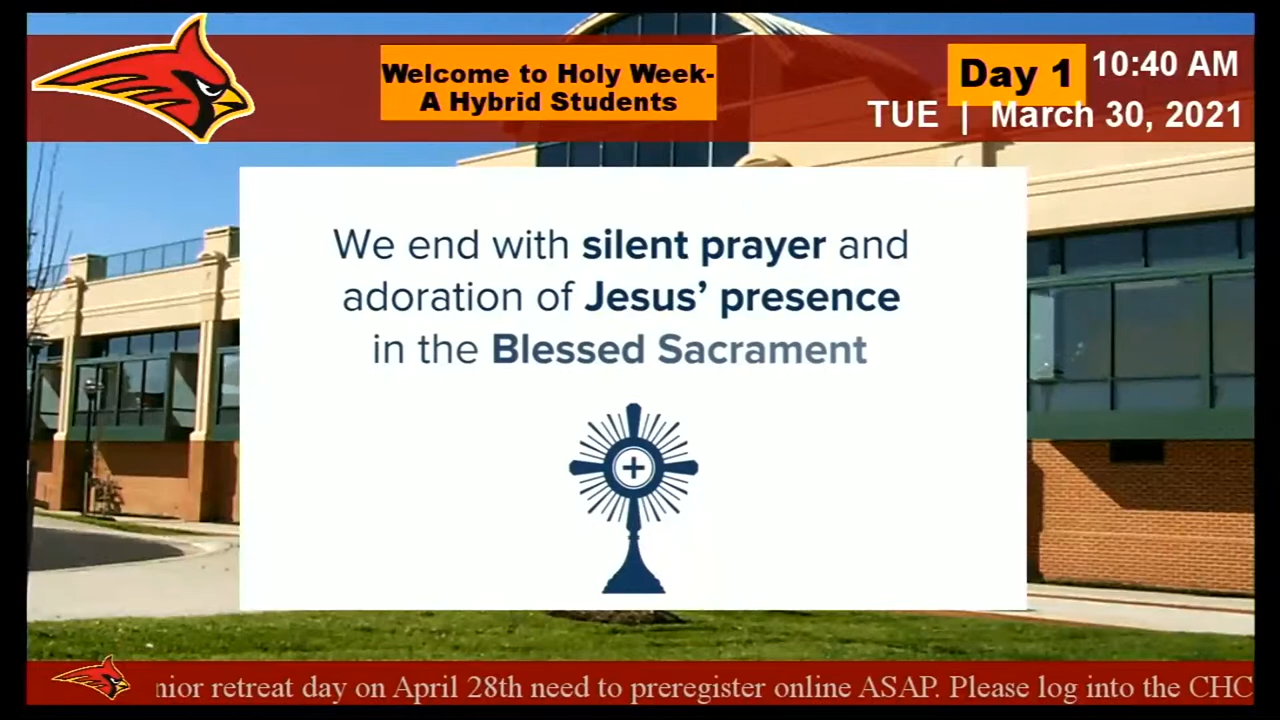 Welcome to Holy Week-
A Hybrid Students
Day 1
10:40 AM
TUE | March 30, 2021
We end with silent prayer and
adoration of Jesus’ presence
in the Blessed Sacrament
retreat day on April 28th need to preregister online ASAP. Please log into the CHC